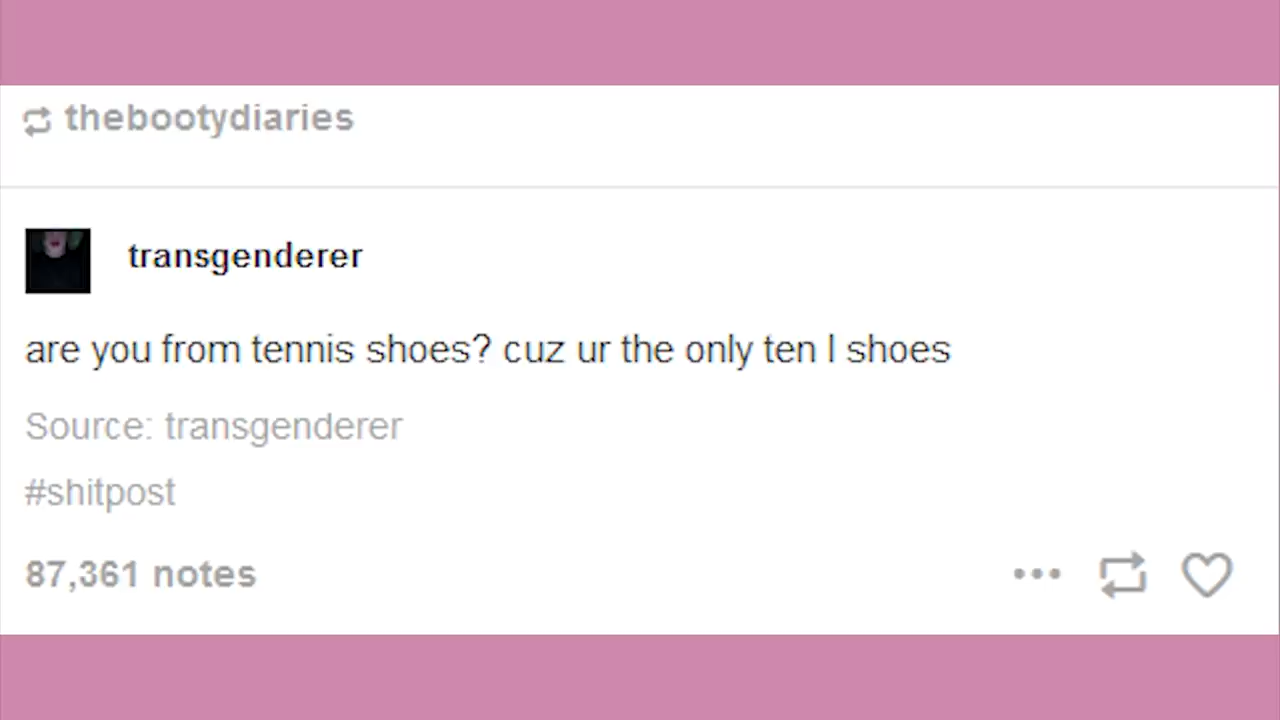 thebootydiaries
transgenderer
are you from tennis shoes? cuz ur the only ten I shoes
Source: transgenderer
#shitpost
87,361 notes